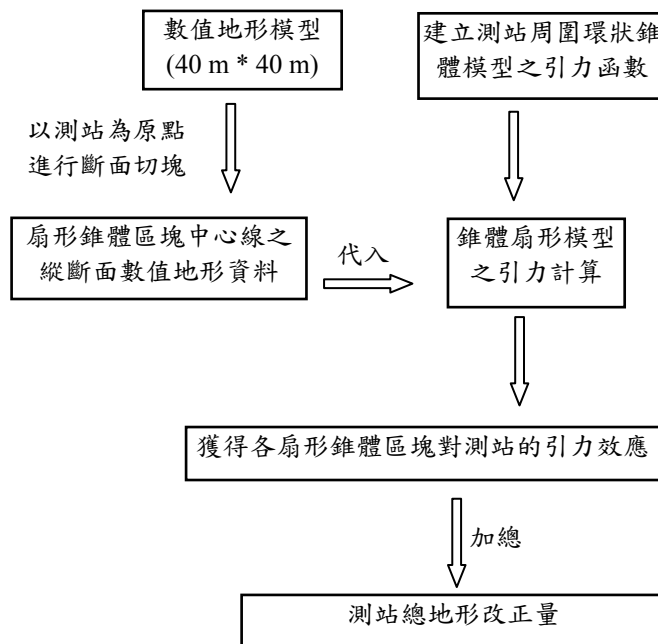 數值地形模型
(40 m * 40 m)
建立測站周圍環狀錐
體模型之引力函數
以測站為原點
進行斷面切塊
扇形錐體區塊中心線之
縱斷面數值地形資料
代入
錐體扇形模型
之引力計算
獲得各扇形錐體區塊對測站的引力效應
加總
測站總地形改正量